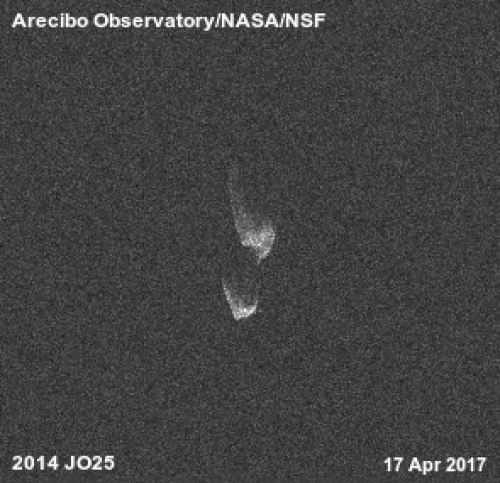 Arecibo Observatory/NASA/NSF
2014 JO25
17 Apr 2017